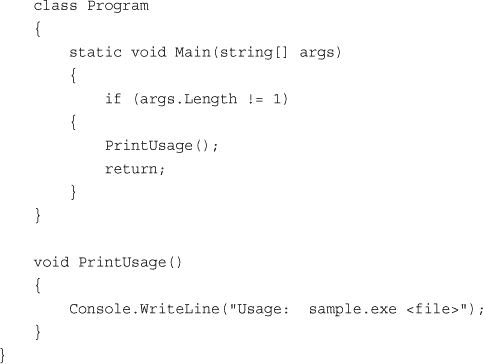 class Program
{
static void Main(string[] args)
{
if (args.Length != 1)
{
PrintUsage();
return;
}
}
void PrintUsage()
{
Console.WriteLine("Usage:  sample.exe <file>");
}
}